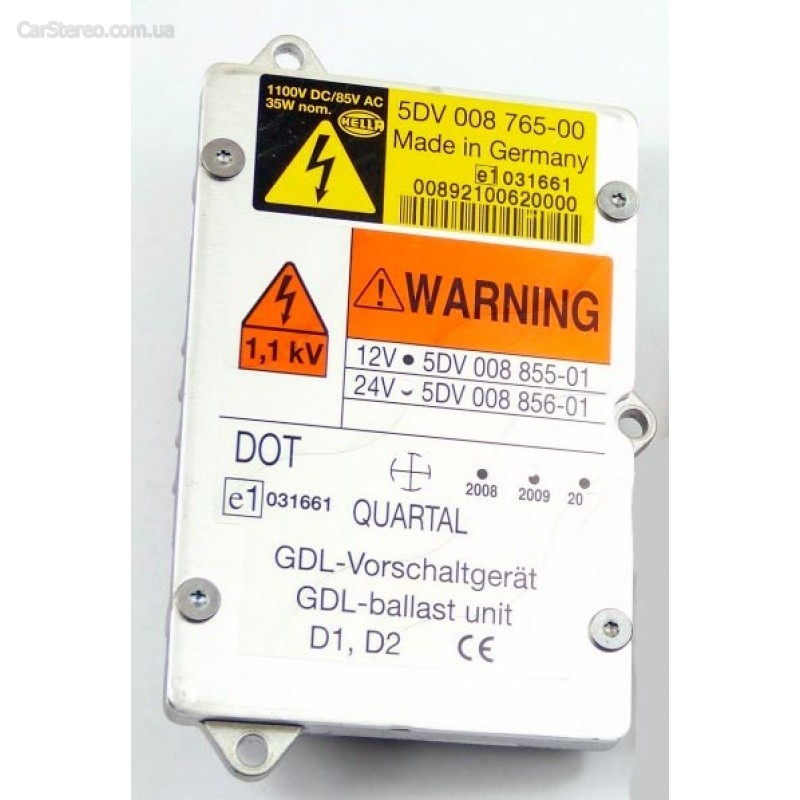 CarStereo.com.ua
1100V DC/85V AC
35W nom.
HELLA
5DV 008 765-00
Made in Germany
e1 031661
00892100620000
WARNING
1,1 kV
12V • 5DV 008 855-01
24V ⌣ 5DV 008 856-01
DOT
2008 2009 20
e1 031661
QUARTAL
GDL-Vorschaltgerät
GDL-ballast unit
D1, D2 CE